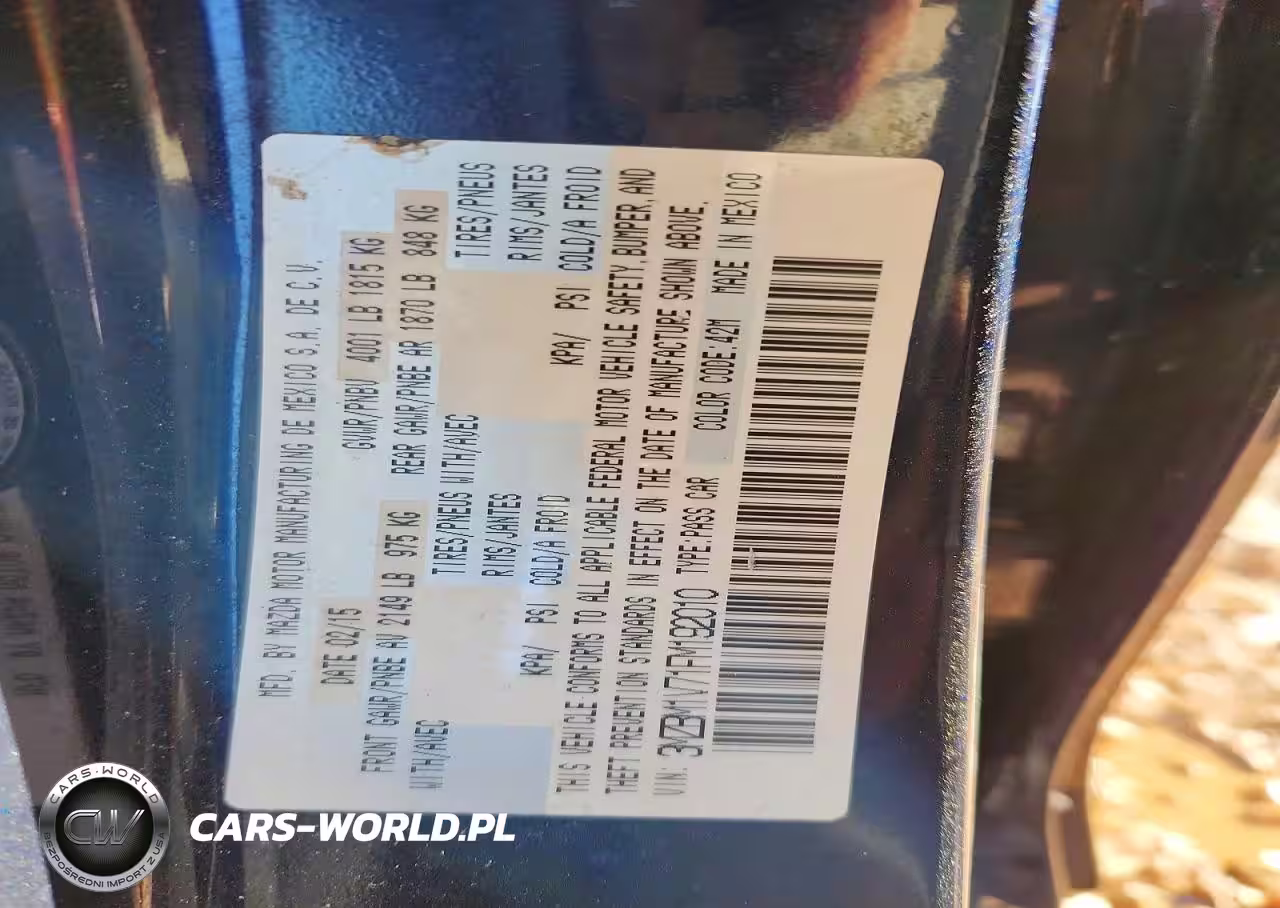 MFD. BY MAZDA MOTOR MANUFACTURING DE MEXICO S.A. DE C.V.
DATE 02/15 GVWR/PNBV 4001 LB 1815 KG
FRONT GAWR/PNBE AV 2149 LB 975 KG REAR GAWR/PNBE AR 1870 LB 848 KG
WITH/AVEC TIRES/PNEUS WITH/AVEC TIRES/PNEUS
RIMS/JANTES RIMS/JANTES
KPA/ PSI COLD/A FROID KPA/ PSI COLD/A FROID
THIS VEHICLE CONFORMS TO ALL APPLICABLE FEDERAL MOTOR VEHICLE SAFETY, BUMPER, AND
THEFT PREVENTION STANDARDS IN EFFECT ON THE DATE OF MANUFACTURE SHOWN ABOVE.
VIN: 3MZBM1V71FM192010 TYPE:PASS CAR COLOR CODE:42M MADE IN MEXICO
CARS-WORLD
CW
BEZPOŚREDNI IMPORT Z USA
CARS-WORLD.PL